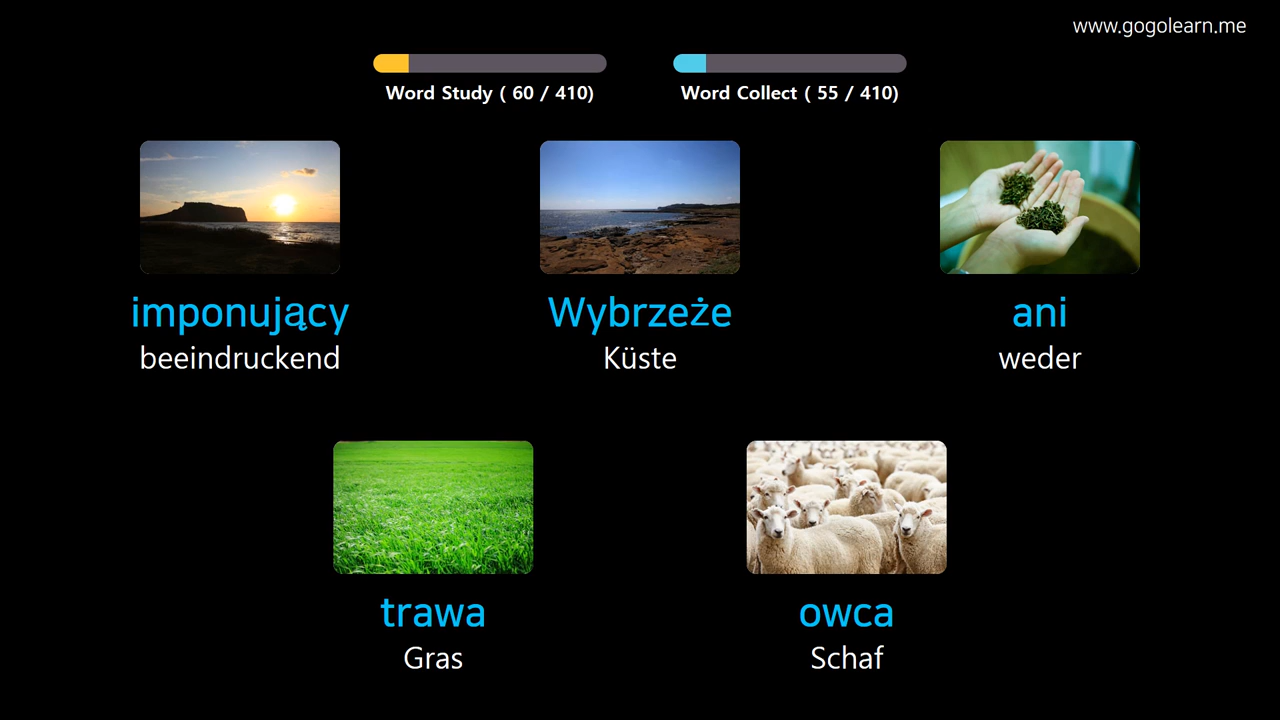 www.gogolearn.me
Word Study ( 60 / 410)
Word Collect ( 55 / 410)
imponujący
beeindruckend
Wybrzeże
Küste
ani
weder
trawa
Gras
owca
Schaf